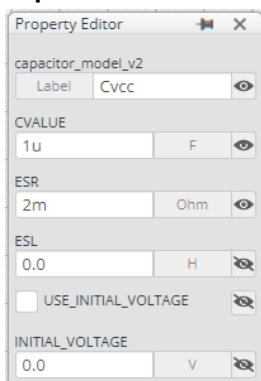 Property Editor
capacitor_model_v2
Label Cvcc
CVALUE
1u F
ESR
2m Ohm
ESL
0.0 H
USE_INITIAL_VOLTAGE
INITIAL_VOLTAGE
0.0 V